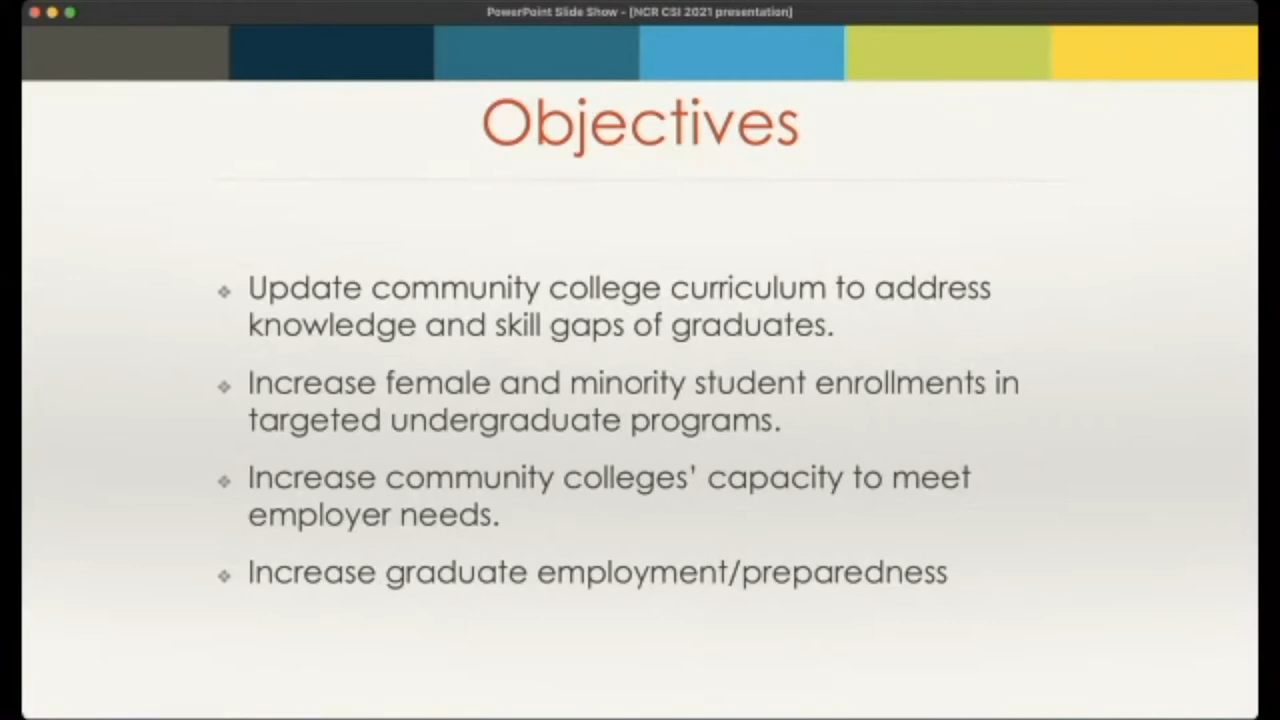 PowerPoint Slide Show - [NCR CSI 2021 presentation]
Objectives
Update community college curriculum to address
knowledge and skill gaps of graduates.
Increase female and minority student enrollments in
targeted undergraduate programs.
Increase community colleges' capacity to meet
employer needs.
Increase graduate employment/preparedness